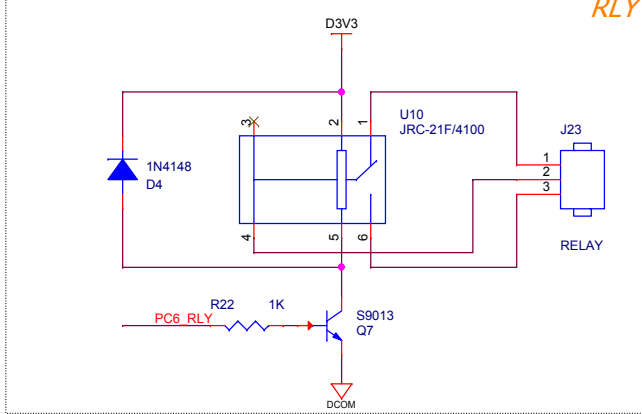 RLY
D3V3
3
2
1
U10
JRC-21F/4100
J23
1
2
3
1N4148
D4
4
5
6
RELAY
R22 1K
S9013
Q7
PC6_RLY
DCOM